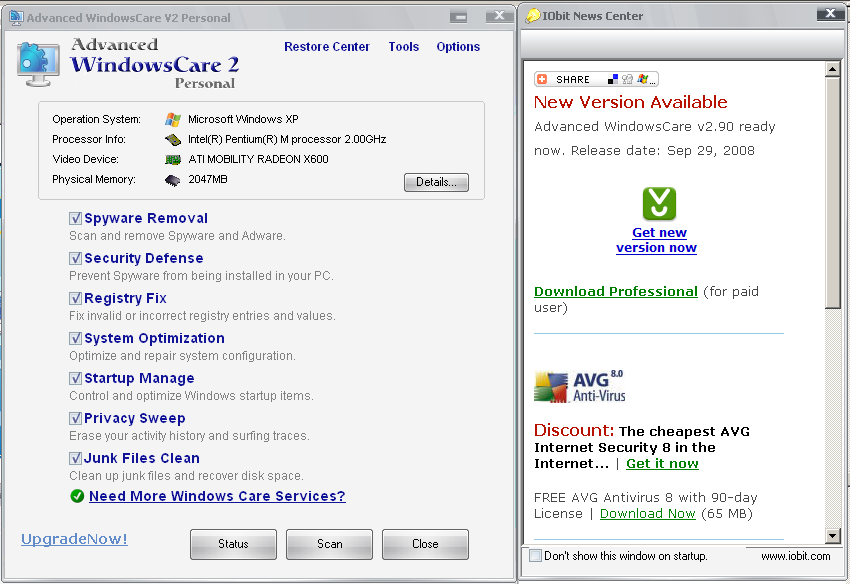 Advanced WindowsCare V2 Personal
Advanced
WindowsCare 2
Personal
Restore Center Tools Options
Operation System: Microsoft Windows XP
Processor Info: Intel(R) Pentium(R) M processor 2.00GHz
Video Device: ATI MOBILITY RADEON X600
Physical Memory: 2047MB
Details...
Spyware Removal
Scan and remove Spyware and Adware.
Security Defense
Prevent Spyware from being installed in your PC.
Registry Fix
Fix invalid or incorrect registry entries and values.
System Optimization
Optimize and repair system configuration.
Startup Manage
Control and optimize Windows startup items.
Privacy Sweep
Erase your activity history and surfing traces.
Junk Files Clean
Clean up junk files and recover disk space.
Need More Windows Care Services?
UpgradeNow!
Status Scan Close
IObit News Center
SHARE ...
New Version Available
Advanced WindowsCare v2.90 ready
now. Release date: Sep 29, 2008
Get new
version now
Download Professional (for paid
user)
AVG 8.0
Anti-Virus
Discount: The cheapest AVG
Internet Security 8 in the
Internet... | Get it now
FREE AVG Antivirus 8 with 90-day
License | Download Now (65 MB)
Don't show this window on startup. www.iobit.com